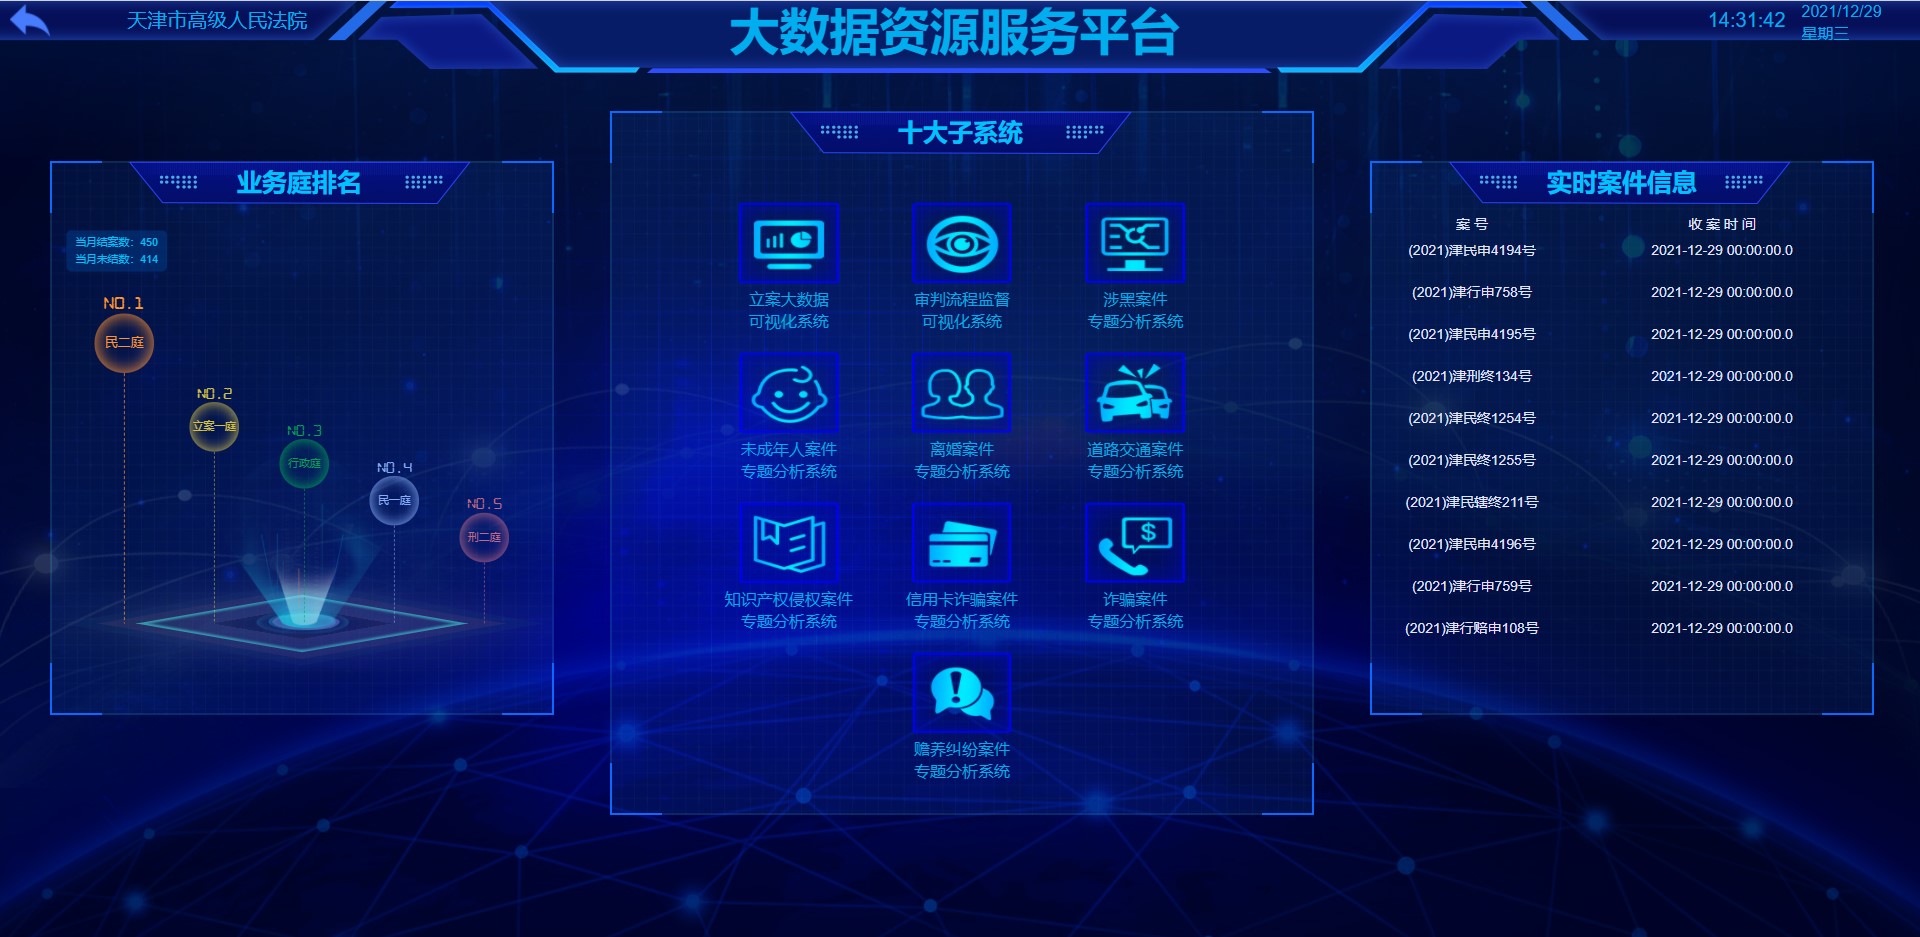 天津市高级人民法院
大数据资源服务平台
14:31:42
2021/12/29
星期三
业务庭排名
当月结案数：450
当月未结数：414
NO.1
民二庭
NO.2
立案一庭
NO.3
行政庭
NO.4
民一庭
NO.5
刑二庭
十大子系统
立案大数据
可视化系统
审判流程监督
可视化系统
涉黑案件
专题分析系统
未成年人案件
专题分析系统
离婚案件
专题分析系统
道路交通案件
专题分析系统
知识产权侵权案件
专题分析系统
信用卡诈骗案件
专题分析系统
诈骗案件
专题分析系统
赡养纠纷案件
专题分析系统
实时案件信息
案号 收案时间
(2021)津民申4194号 2021-12-29 00:00:00.0
(2021)津行申758号 2021-12-29 00:00:00.0
(2021)津民申4195号 2021-12-29 00:00:00.0
(2021)津刑终134号 2021-12-29 00:00:00.0
(2021)津民终1254号 2021-12-29 00:00:00.0
(2021)津民终1255号 2021-12-29 00:00:00.0
(2021)津民辖终211号 2021-12-29 00:00:00.0
(2021)津民申4196号 2021-12-29 00:00:00.0
(2021)津行申759号 2021-12-29 00:00:00.0
(2021)津行赔申108号 2021-12-29 00:00:00.0